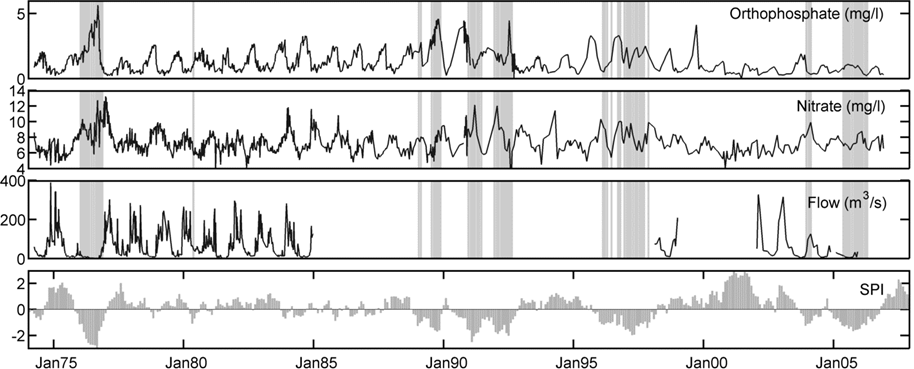 Orthophosphate (mg/l)
5
0
Nitrate (mg/l)
14
12
10
8
6
4
Flow (m³/s)
400
200
0
SPI
2
0
-2
Jan75 Jan80 Jan85 Jan90 Jan95 Jan00 Jan05